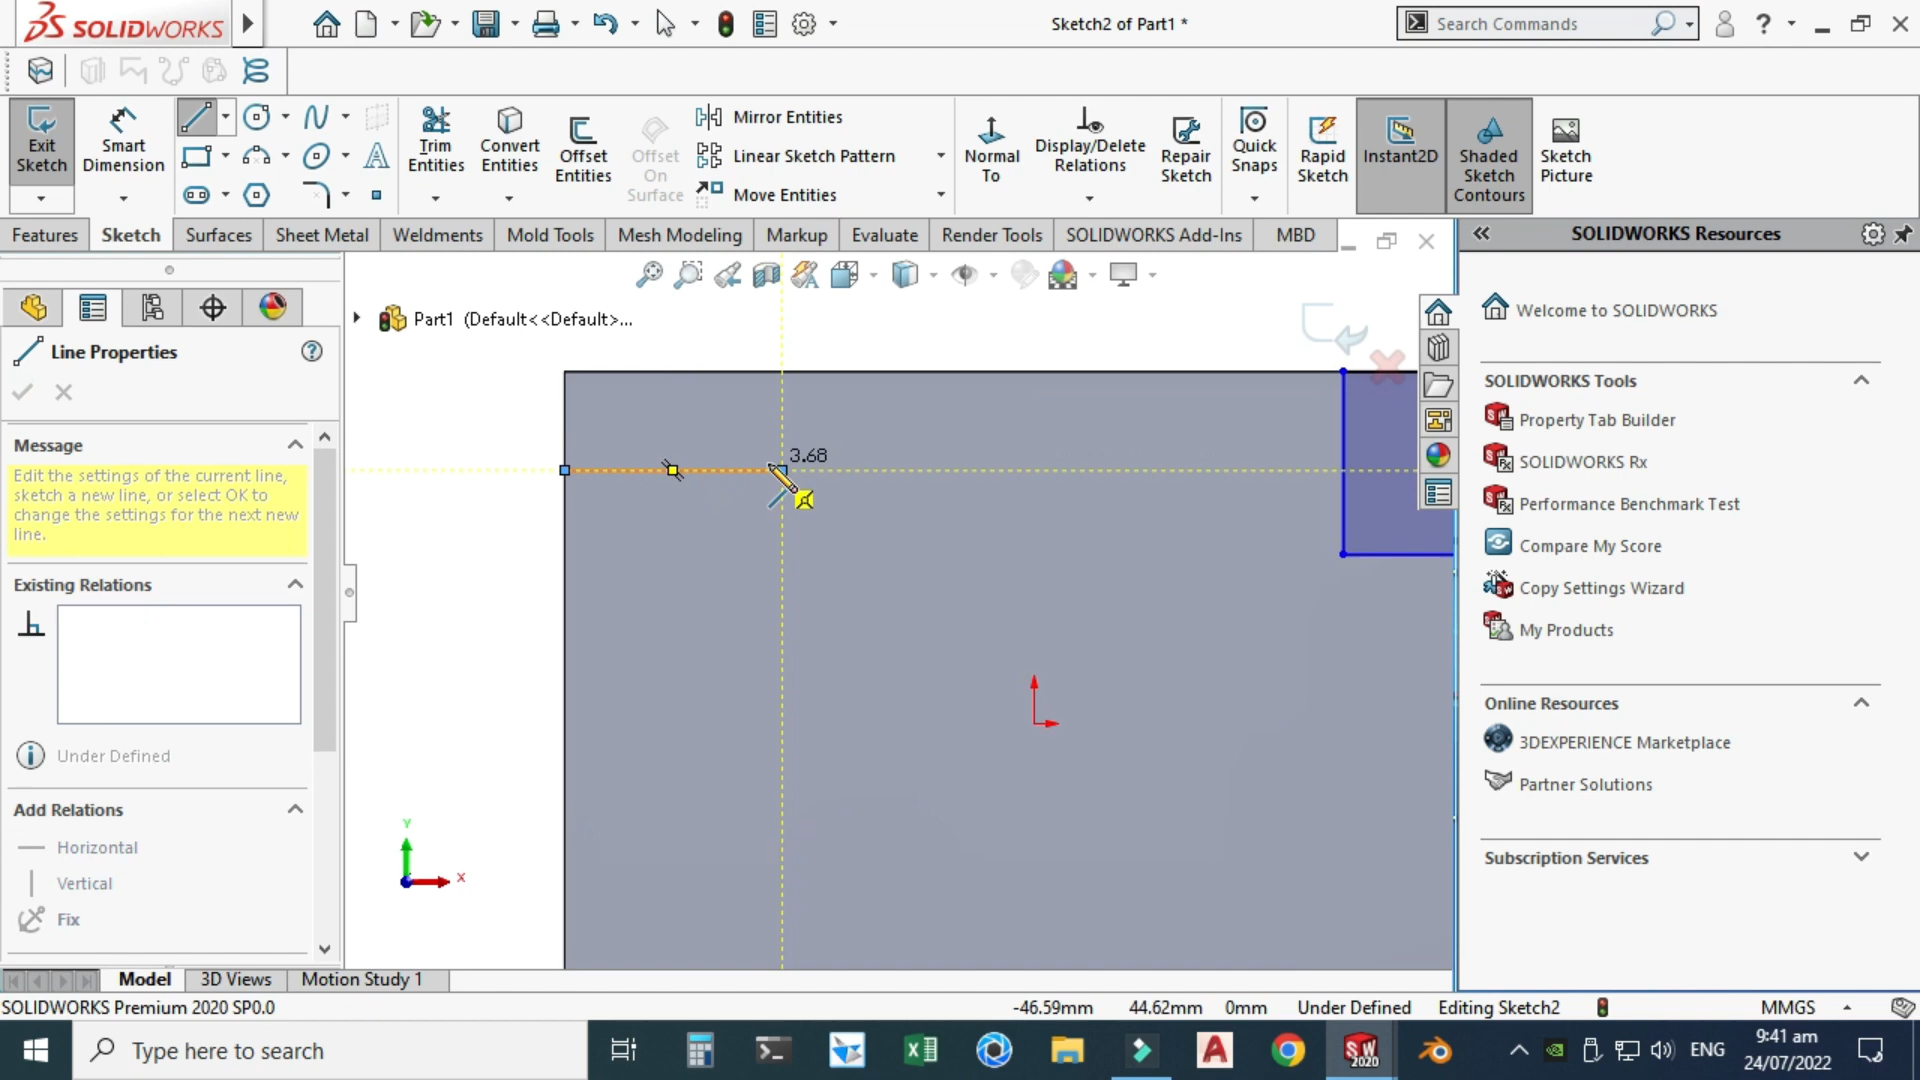 SOLIDWORKS
Sketch2 of Part1 *
Search Commands
Exit Sketch
Smart Dimension
Trim Entities
Convert Entities
Offset Entities
Offset On Surface
Mirror Entities
Linear Sketch Pattern
Move Entities
Normal To
Display/Delete Relations
Repair Sketch
Quick Snaps
Rapid Sketch
Instant2D
Shaded Sketch Contours
Sketch Picture
Features
Sketch
Surfaces
Sheet Metal
Weldments
Mold Tools
Mesh Modeling
Markup
Evaluate
Render Tools
SOLIDWORKS Add-Ins
MBD
SOLIDWORKS Resources
Part1 (Default<<Default>...
Line Properties
Message
Edit the settings of the current line,
sketch a new line, or select OK to
change the settings for the next new
line.
Existing Relations
Under Defined
Add Relations
Horizontal
Vertical
Fix
3.68
Y
X
Welcome to SOLIDWORKS
SOLIDWORKS Tools
Property Tab Builder
SOLIDWORKS Rx
Performance Benchmark Test
Compare My Score
Copy Settings Wizard
My Products
Online Resources
3DEXPERIENCE Marketplace
Partner Solutions
Subscription Services
Model
3D Views
Motion Study 1
SOLIDWORKS Premium 2020 SP0.0
-46.59mm
44.62mm
0mm
Under Defined
Editing Sketch2
MMGS
Type here to search
SW
2020
ENG
9:41 am
24/07/2022